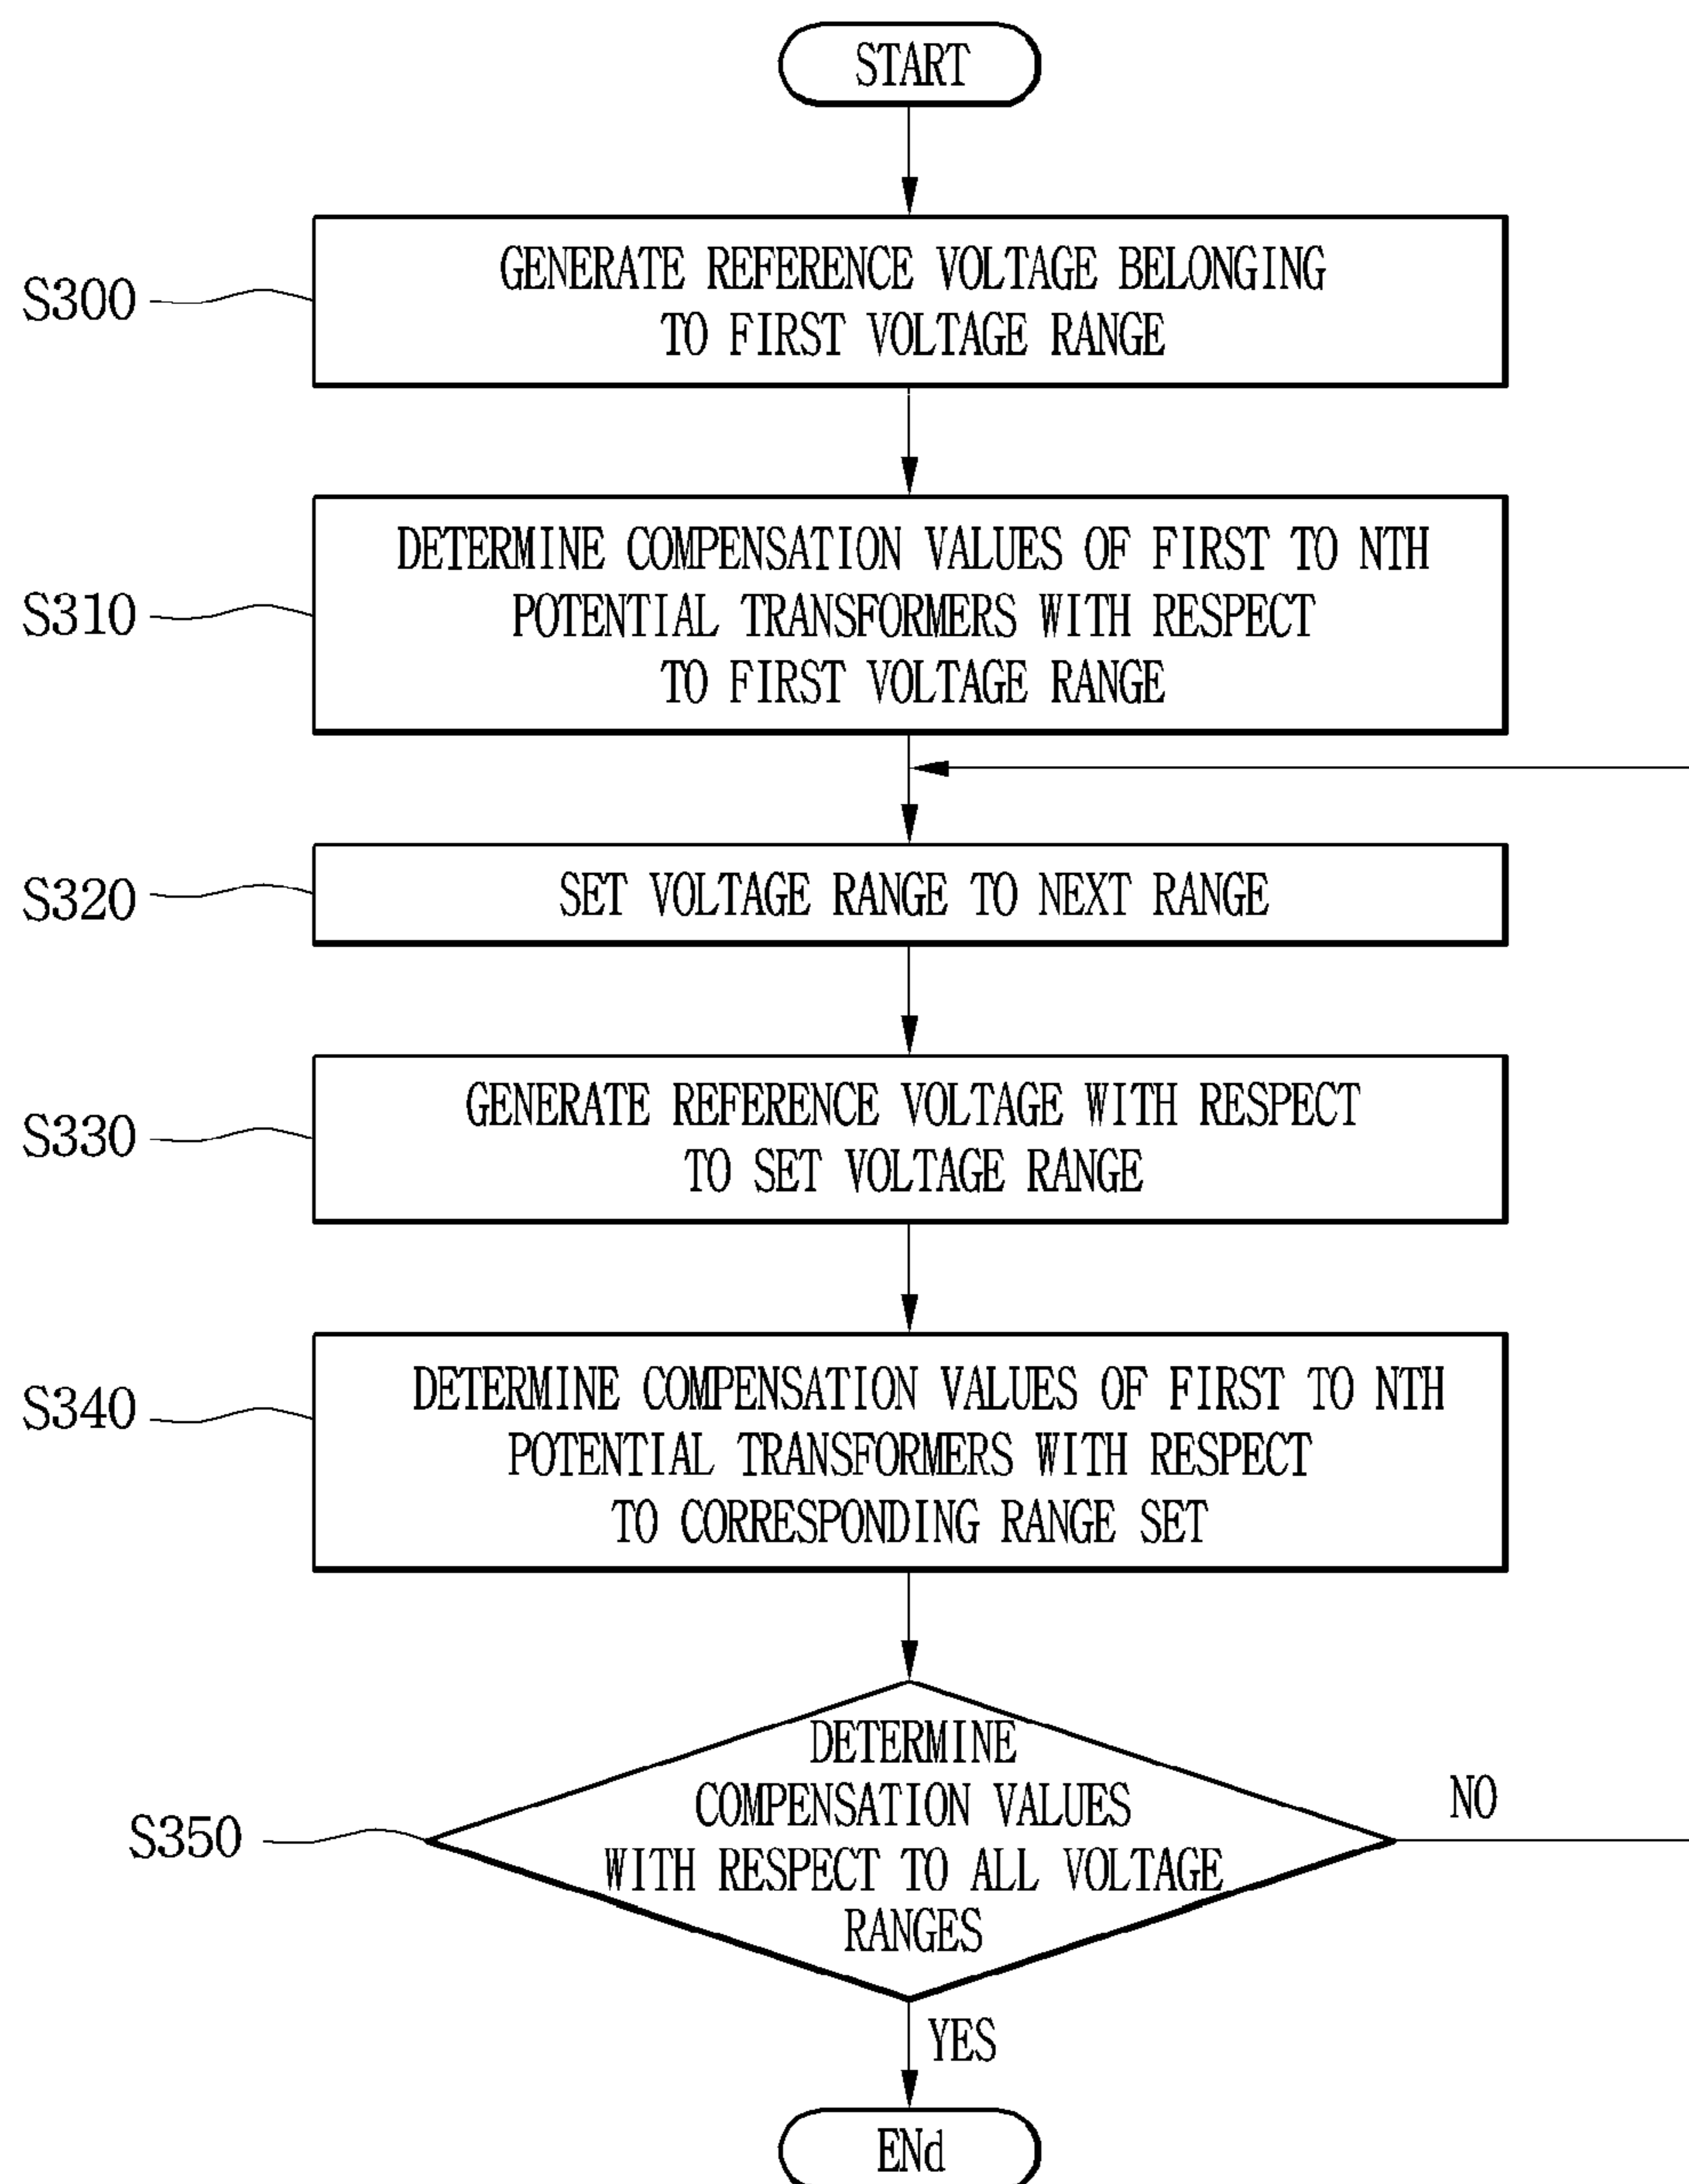 START
S300
GENERATE REFERENCE VOLTAGE BELONGING
TO FIRST VOLTAGE RANGE
S310
DETERMINE COMPENSATION VALUES OF FIRST TO NTH
POTENTIAL TRANSFORMERS WITH RESPECT
TO FIRST VOLTAGE RANGE
S320
SET VOLTAGE RANGE TO NEXT RANGE
S330
GENERATE REFERENCE VOLTAGE WITH RESPECT
TO SET VOLTAGE RANGE
S340
DETERMINE COMPENSATION VALUES OF FIRST TO NTH
POTENTIAL TRANSFORMERS WITH RESPECT
TO CORRESPONDING RANGE SET
S350
DETERMINE
COMPENSATION VALUES
WITH RESPECT TO ALL VOLTAGE
RANGES
NO
YES
ENd